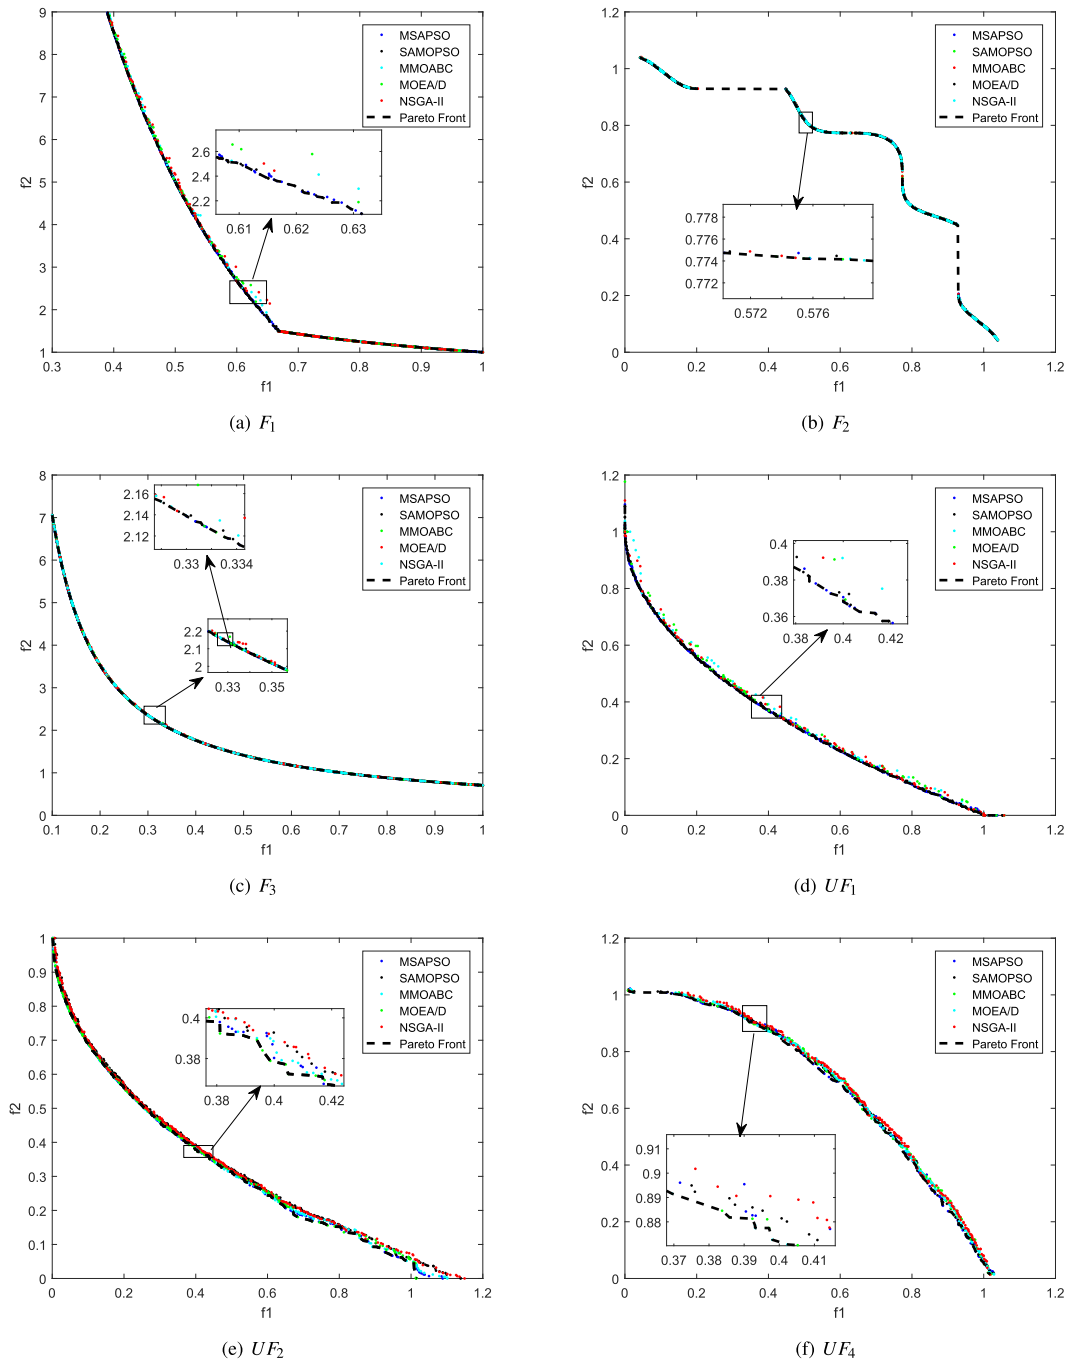 9
8
7
6
5
4
3
2
1
f2
0.3
0.4
0.5
0.6
0.7
0.8
0.9
1
f1
MSAPSO
SAMOPSO
MMOABC
MOEA/D
NSGA-II
Pareto Front
2.6
2.4
2.2
0.61
0.62
0.63
(a) F1
1.2
1
0.8
0.6
0.4
0.2
0
f2
0
0.2
0.4
0.6
0.8
1
1.2
f1
MSAPSO
SAMOPSO
MMOABC
MOEA/D
NSGA-II
Pareto Front
0.778
0.776
0.774
0.772
0.572
0.576
(b) F2
8
7
6
5
4
3
2
1
0
f2
0.1
0.2
0.3
0.4
0.5
0.6
0.7
0.8
0.9
1
f1
MSAPSO
SAMOPSO
MMOABC
MOEA/D
NSGA-II
Pareto Front
2.16
2.14
2.12
0.33
0.334
2.2
2.1
2
0.33
0.35
(c) F3
1.2
1
0.8
0.6
0.4
0.2
0
f2
0
0.2
0.4
0.6
0.8
1
1.2
f1
MSAPSO
SAMOPSO
MMOABC
MOEA/D
NSGA-II
Pareto Front
0.4
0.38
0.36
0.38
0.4
0.42
(d) UF1
1
0.9
0.8
0.7
0.6
0.5
0.4
0.3
0.2
0.1
0
f2
0
0.2
0.4
0.6
0.8
1
1.2
f1
MSAPSO
SAMOPSO
MMOABC
MOEA/D
NSGA-II
Pareto Front
0.4
0.38
0.38
0.4
0.42
(e) UF2
1.2
1
0.8
0.6
0.4
0.2
0
f2
0
0.2
0.4
0.6
0.8
1
1.2
f1
MSAPSO
SAMOPSO
MMOABC
MOEA/D
NSGA-II
Pareto Front
0.91
0.9
0.89
0.88
0.37
0.38
0.39
0.4
0.41
(f) UF4